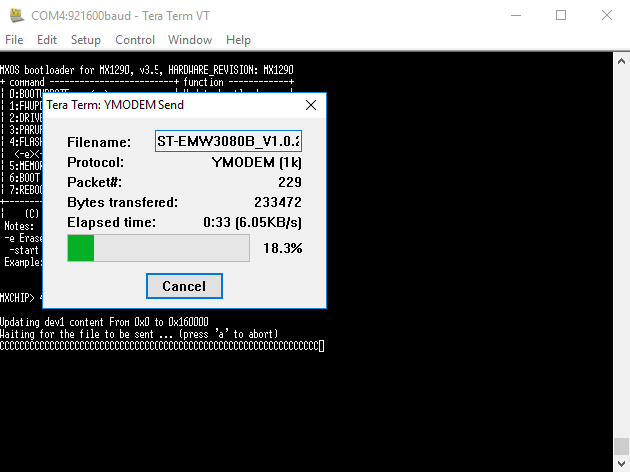 COM4:921600baud - Tera Term VT
File Edit Setup Control Window Help
MXOS bootloader for MX1290, v3.5, HARDWARE_REVISION: MX1290
+ command -------------------------+ function ------------+
| 0:BOOTUPDATE
| 1:FWUPD
| 2:DRIVE
| 3:PARUP
| 4:FLASH
| <-e><-
| 5:MEMOR
| 6:BOOT
| 7:REBOO
+--------
| (C)
Notes:
-e Erase
-start
Example:
Tera Term: YMODEM Send
Filename: ST-EMW3080B_V1.0.2
Protocol: YMODEM (1k)
Packet#: 229
Bytes transfered: 233472
Elapsed time: 0:33 (6.05KB/s)
18.3%
Cancel
MXCHIP> 4
Updating dev1 content From 0x0 to 0x160000
Waiting for the file to be sent ... (press 'a' to abort)
CCCCCCCCCCCCCCCCCCCCCCCCCCCCCCCCCCCCCCCCCCCCCCCCCCCCCCCCCCCCCCCC